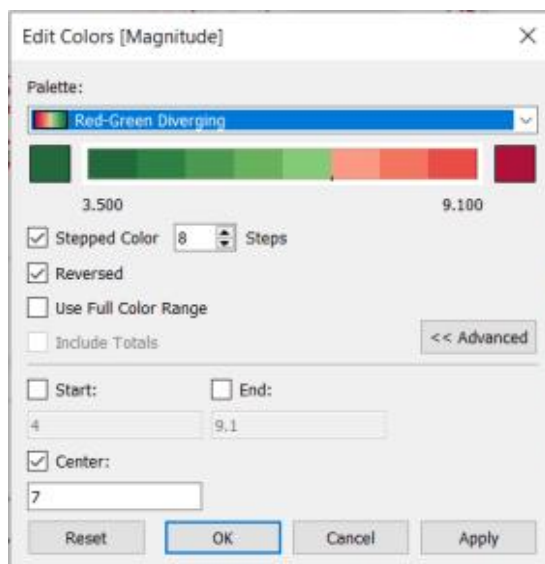 Edit Colors [Magnitude]
Palette:
Red-Green Diverging
3.500 9.100
Stepped Color 8 Steps
Reversed
Use Full Color Range
Include Totals << Advanced
Start: End:
4 9.1
Center:
7
Reset OK Cancel Apply